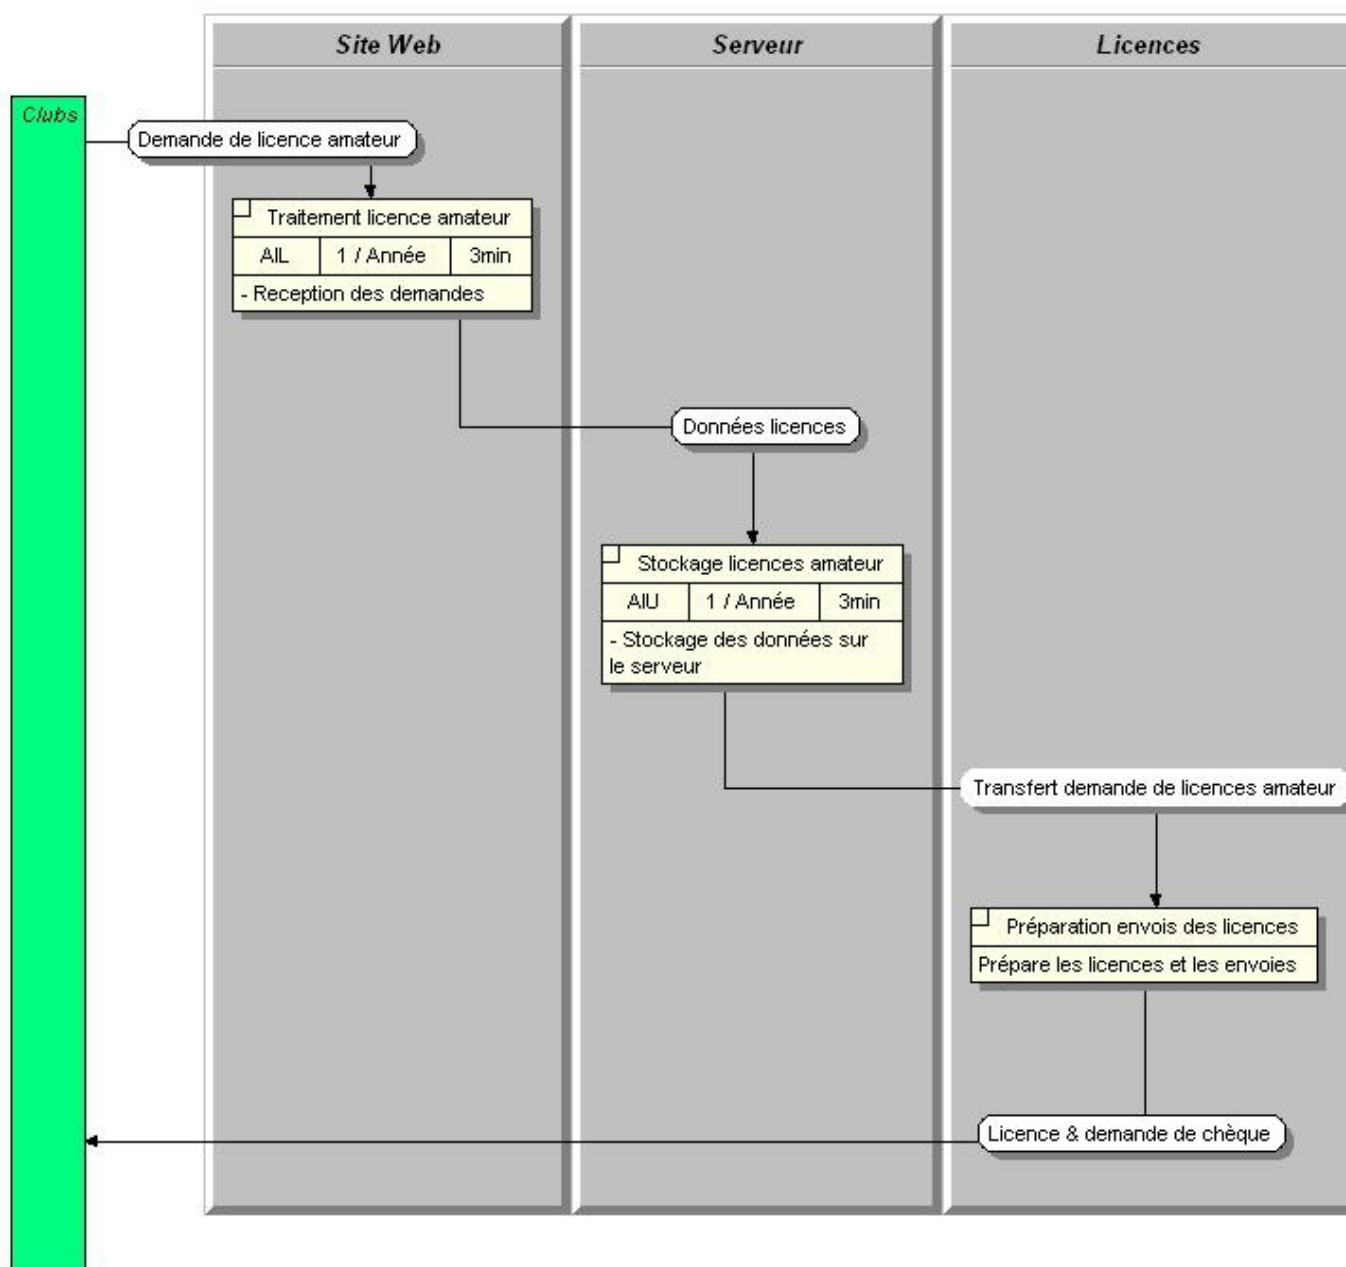 Site Web
Serveur
Licences
Clubs
Demande de licence amateur
Traitement licence amateur
AIL
1 / Année
3min
- Reception des demandes
Données licences
Stockage licences amateur
AIU
1 / Année
3min
- Stockage des données sur
le serveur
Transfert demande de licences amateur
Préparation envois des licences
Prépare les licences et les envoies
Licence & demande de chèque